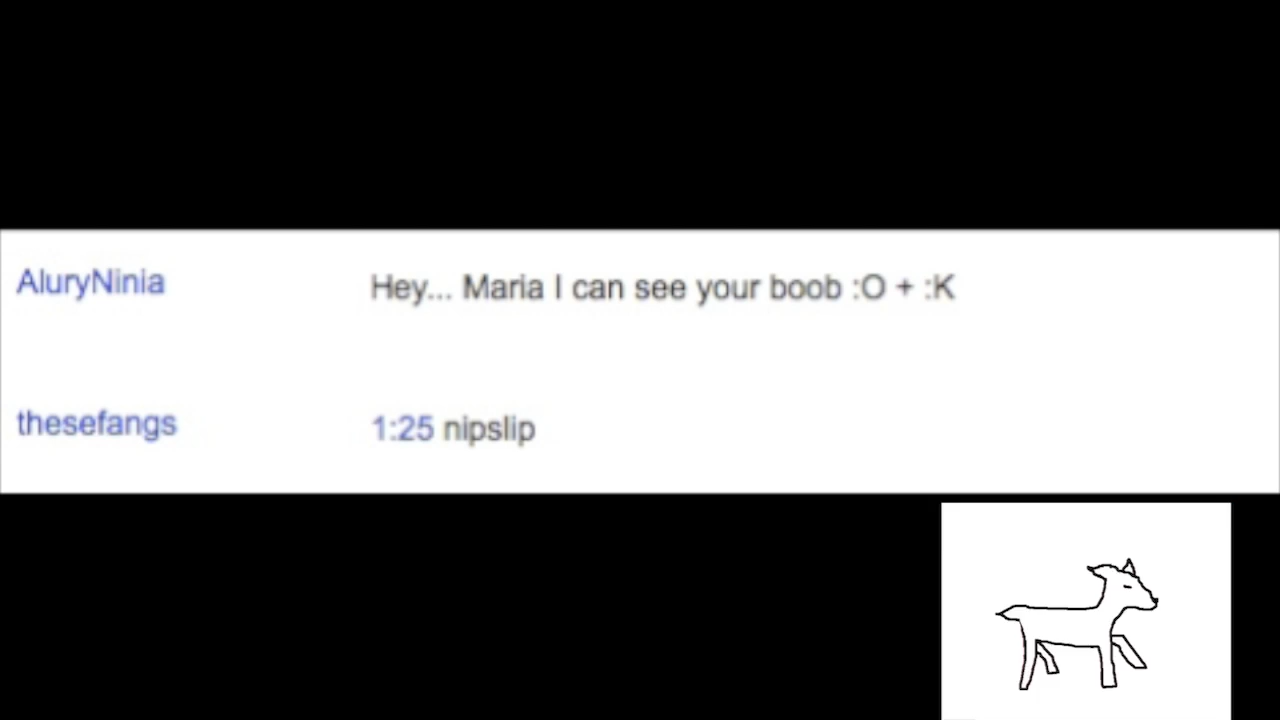 AluryNinia Hey... Maria I can see your boob :O + :K
thesefangs 1:25 nipslip